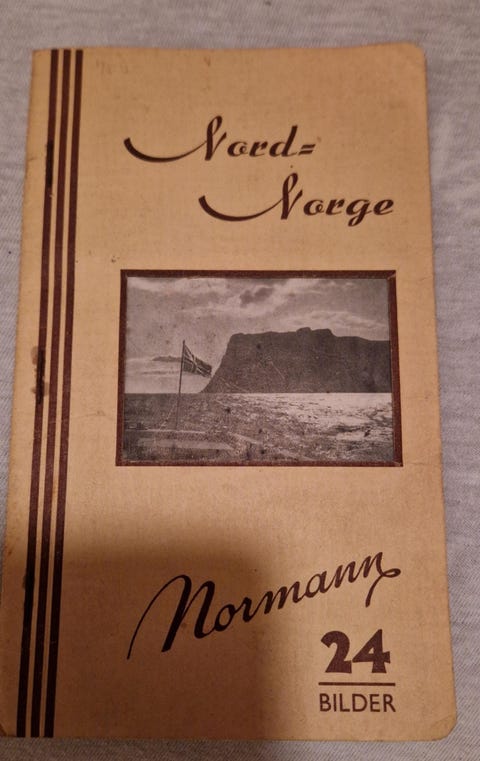 Nord=
Norge
Normann
24
BILDER